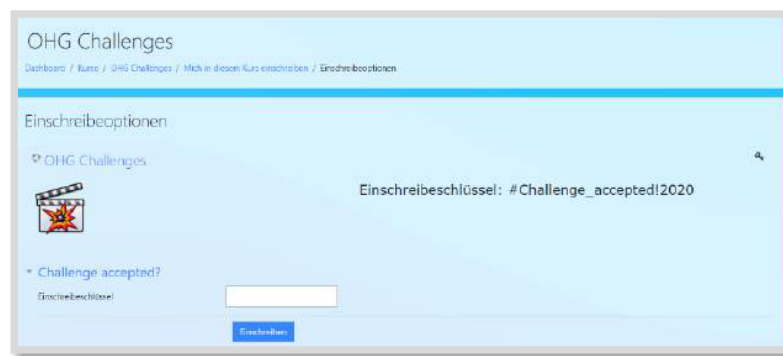 OHG Challenges
Dashboard / Kurse / OHG Challenges / Mich in diesem Kurs einschreiben / Einschreibeoptionen
Einschreibeoptionen
OHG Challenges
Einschreibeschlüssel: #Challenge_accepted!2020
Challenge accepted?
Einschreibeschlüssel
Einschreiben